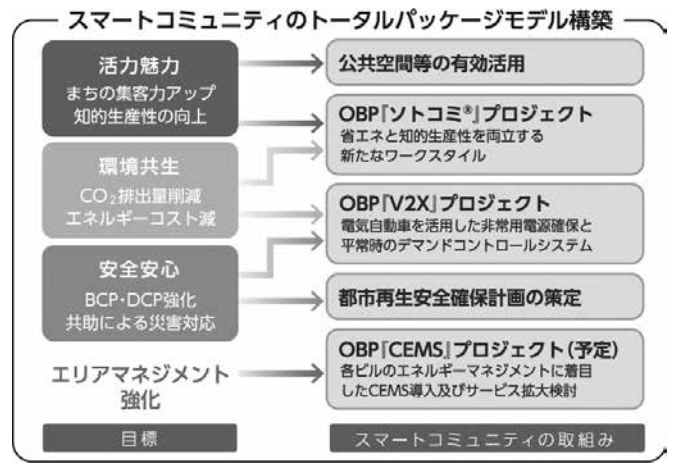 スマートコミュニティのトータルパッケージモデル構築
活力魅力
まちの集客力アップ
知的生産性の向上
環境共生
CO₂排出量削減
エネルギーコスト減
安全安心
BCP・DCP強化
共助による災害対応
エリアマネジメント
強化
目標
公共空間等の有効活用
OBP『ソトコミ®』プロジェクト
省エネと知的生産性を両立する
新たなワークスタイル
OBP『V2X』プロジェクト
電気自動車を活用した非常用電源確保と
平常時のデマンドコントロールシステム
都市再生安全確保計画の策定
OBP『CEMS』プロジェクト(予定)
各ビルのエネルギーマネジメントに着目
したCEMS導入及びサービス拡大検討
スマートコミュニティの取組み